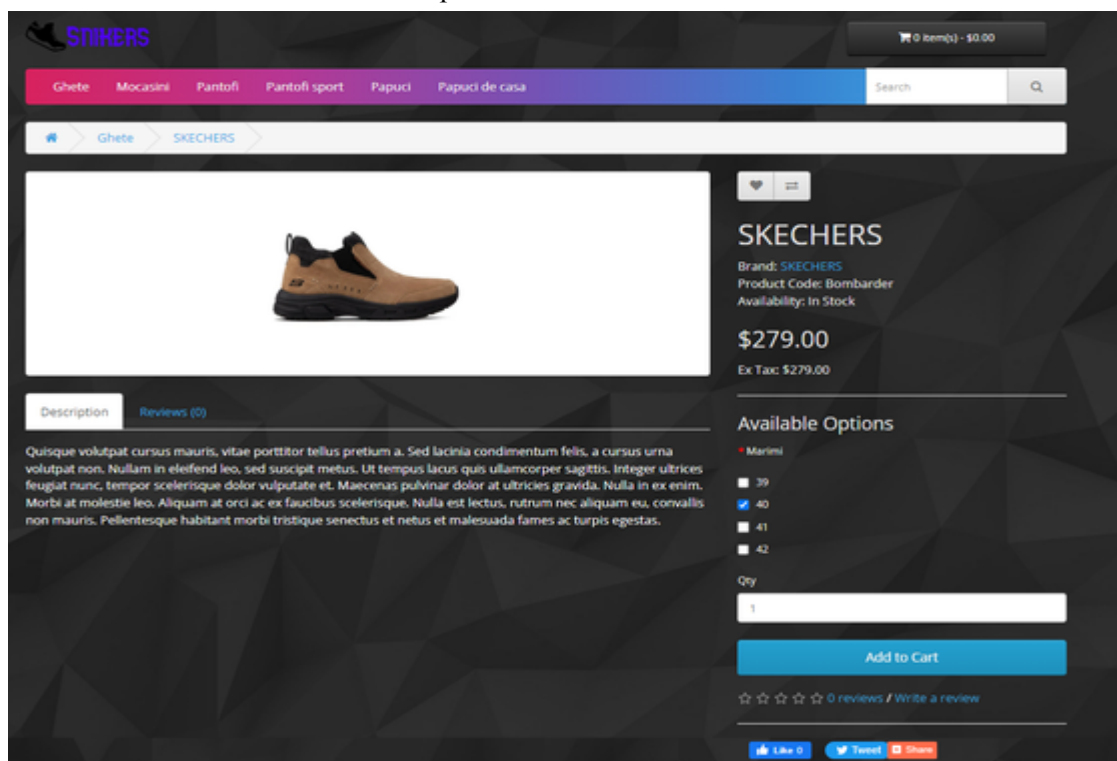 STIIKERS
0 item(s) - $0.00
Ghete Mocasini Pantofi Pantofi sport Papuci Papuci de casa Search
Ghete SKECHERS
SKECHERS
Brand: SKECHERS
Product Code: Bombarder
Availability: In Stock
$279.00
Ex Tax: $279.00
Description Reviews (0)
Quisque volutpat cursus mauris, vitae porttitor tellus pretium a. Sed lacinia condimentum felis, a cursus urna
volutpat non. Nullam in eleifend leo, sed suscipit metus. Ut tempus lacus quis ullamcorper sagittis. Integer ultrices
feugiat nunc, tempor scelerisque dolor vulputate et. Maecenas pulvinar dolor at ultricies gravida. Nulla in ex enim.
Morbi at molestie leo. Aliquam at orci ac ex faucibus scelerisque. Nulla est lectus, rutrum nec aliquam eu, convallis
non mauris. Pellentesque habitant morbi tristique senectus et netus et malesuada fames ac turpis egestas.
Available Options
* Marimi
39
40
41
42
Qty
1
Add to Cart
0 reviews / Write a review
Like 0 Tweet Share